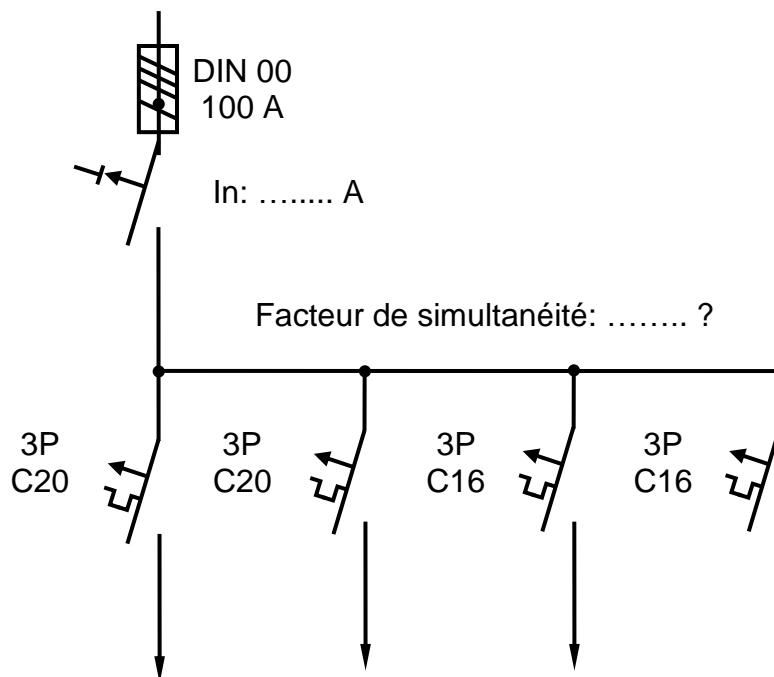 DIN 00
100 A
In: …..... A
Facteur de simultanéité: …….. ?
3P
C20
3P
C20
3P
C16
3P
C16